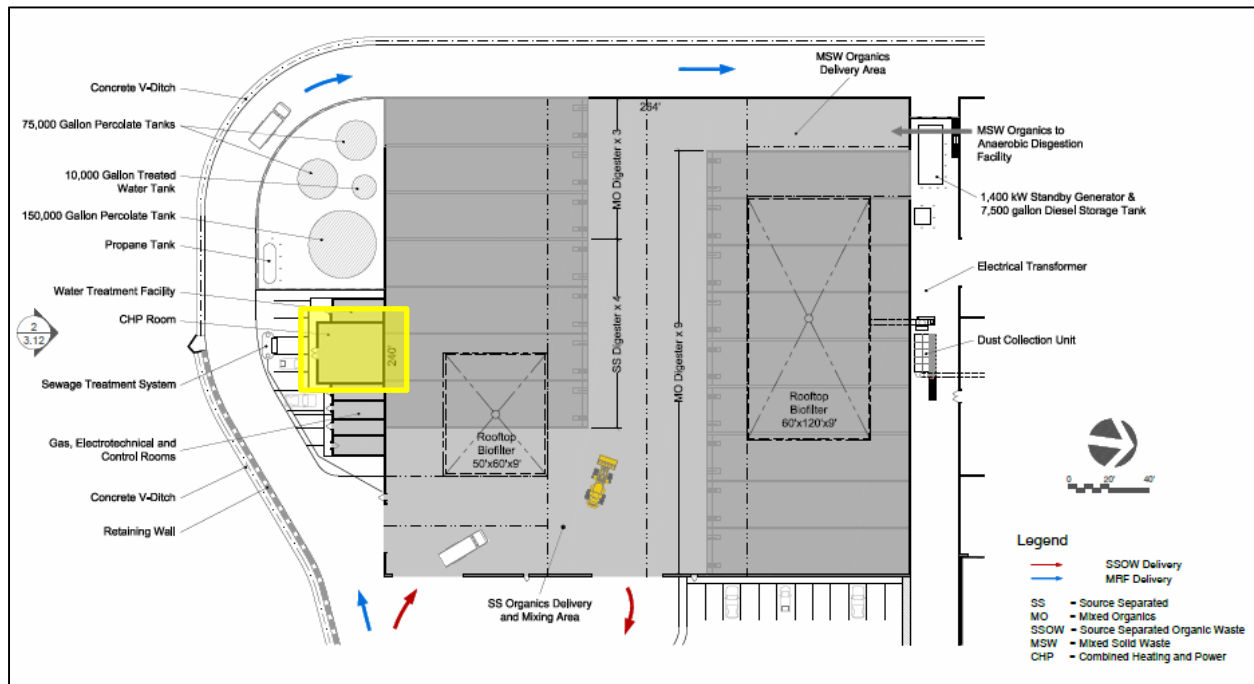 Concrete V-Ditch
75,000 Gallon Percolate Tanks
10,000 Gallon Treated
Water Tank
150,000 Gallon Percolate Tank
Propane Tank
Water Treatment Facility
CHP Room
2
3.12
Sewage Treatment System
Gas, Electrotechnical and
Control Rooms
Concrete V-Ditch
Retaining Wall
240'
264'
MO Digester x 3
SS Digester x 4
MO Digester x 9
Rooftop
Biofilter
50'x60'x9'
Rooftop
Biofilter
60'x120'x9'
SS Organics Delivery
and Mixing Area
MSW Organics
Delivery Area
MSW Organics to
Anaerobic Disgestion
Facility
1,400 kW Standby Generator &
7,500 gallon Diesel Storage Tank
Electrical Transformer
Dust Collection Unit
0 20' 40'
Legend
SSOW Delivery
MRF Delivery
SS = Source Separated
MO = Mixed Organics
SSOW = Source Separated Organic Waste
MSW = Mixed Solid Waste
CHP = Combined Heating and Power